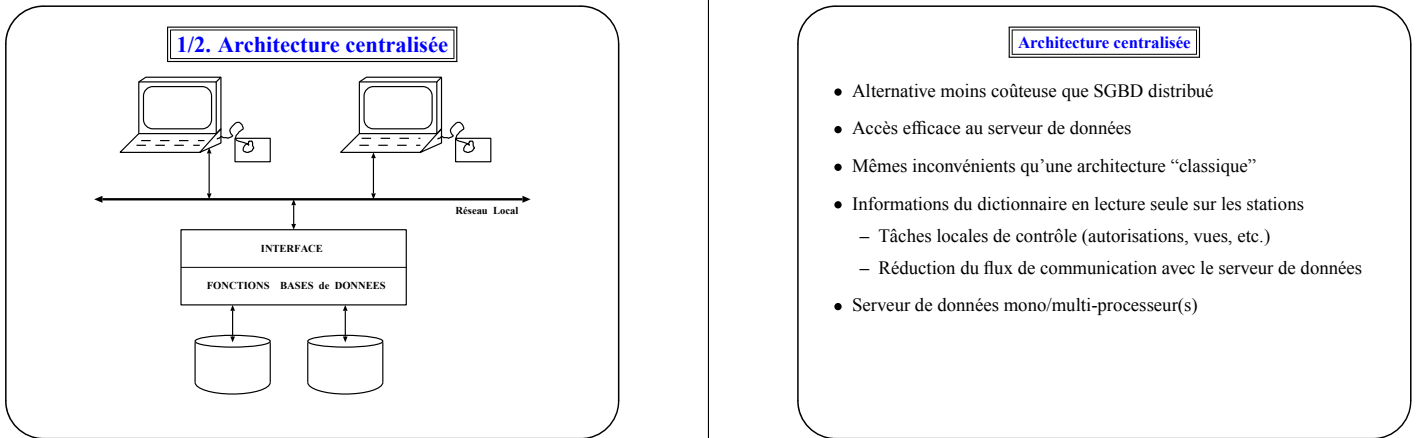 1/2. Architecture centralisée
Réseau Local
INTERFACE
FONCTIONS BASES de DONNEES
Architecture centralisée
• Alternative moins coûteuse que SGBD distribué
• Accès efficace au serveur de données
• Mêmes inconvénients qu’une architecture “classique”
• Informations du dictionnaire en lecture seule sur les stations
– Tâches locales de contrôle (autorisations, vues, etc.)
– Réduction du flux de communication avec le serveur de données
• Serveur de données mono/multi-processeur(s)